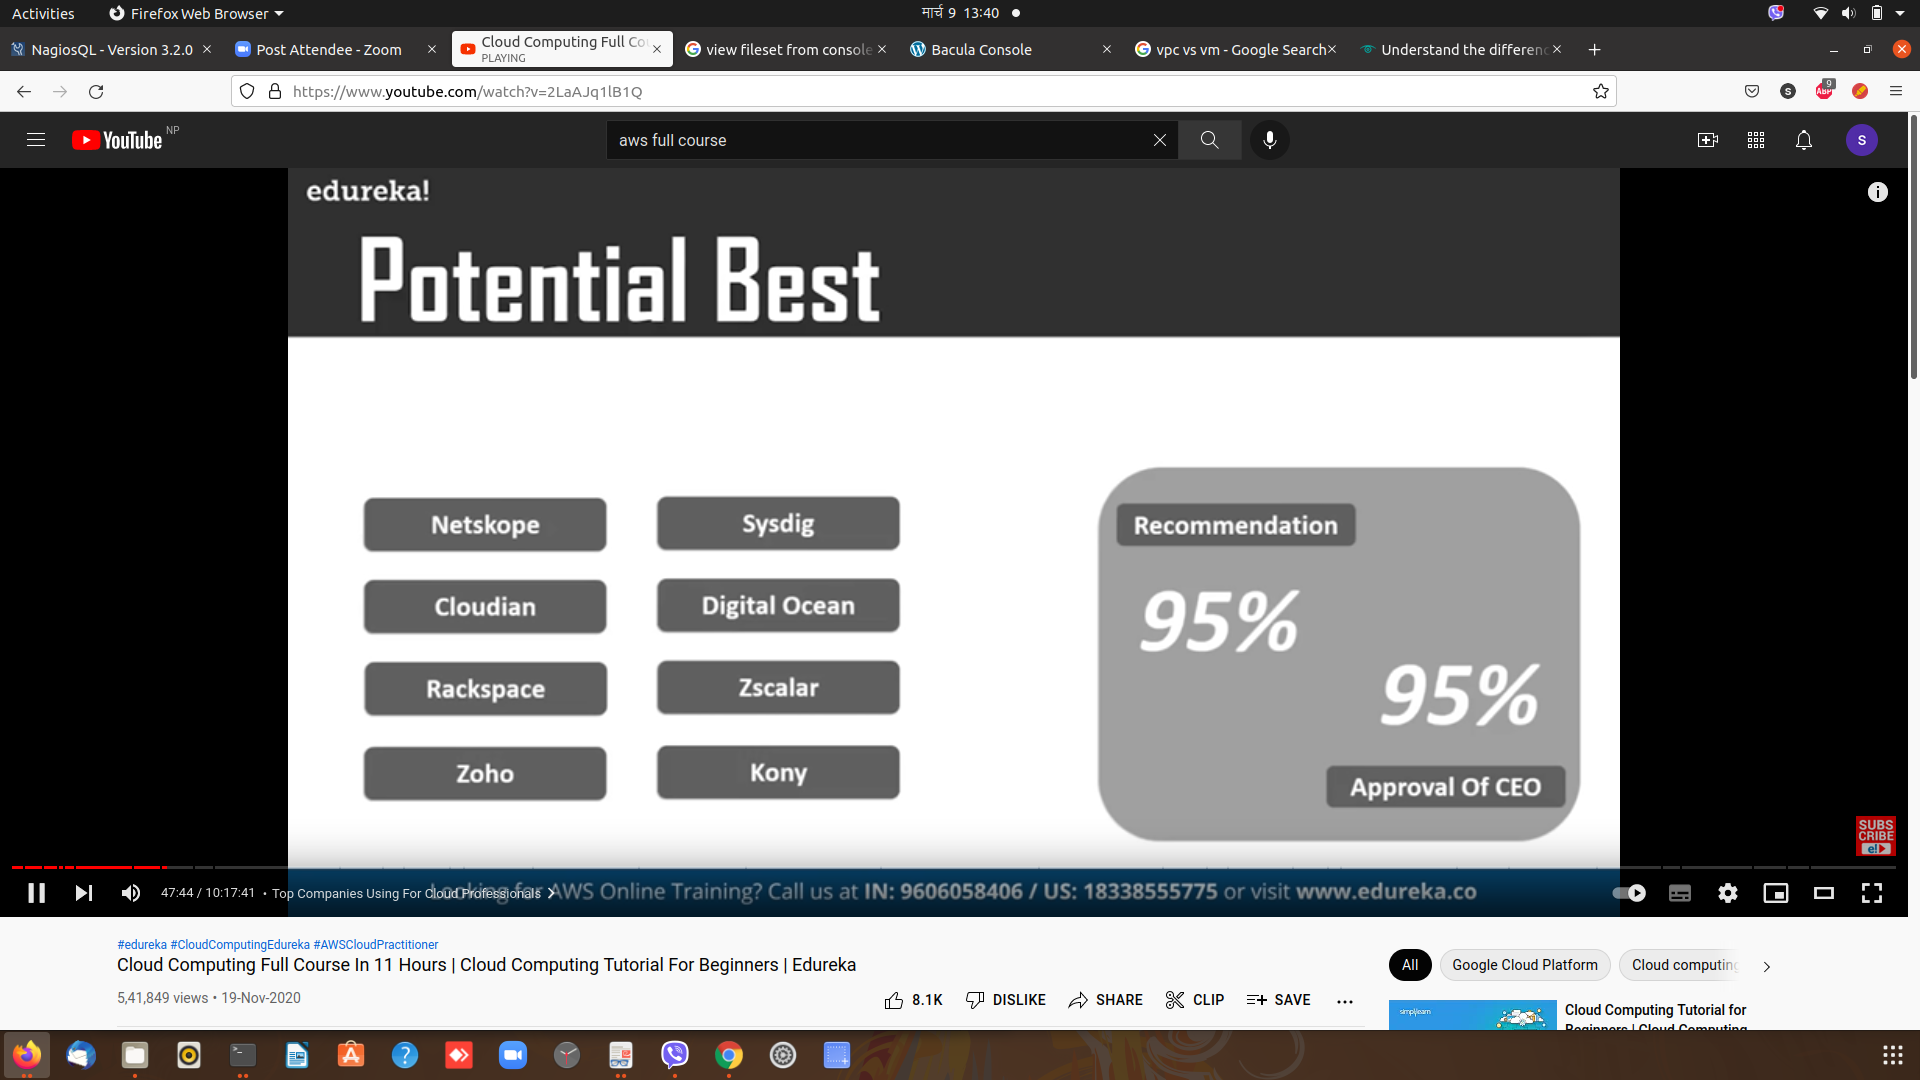 Activities
Firefox Web Browser
मार्च 9 13:40
NagiosQL - Version 3.2.0
Post Attendee - Zoom
Cloud Computing Full Co
PLAYING
view fileset from console
Bacula Console
vpc vs vm - Google Search
Understand the differen
https://www.youtube.com/watch?v=2LaAJq1lB1Q
S
ABP
9
YouTube NP
aws full course
S
edureka!
Potential Best
Netskope
Sysdig
Cloudian
Digital Ocean
Rackspace
Zscalar
Zoho
Kony
Recommendation
95%
95%
Approval Of CEO
SUBS
CRIBE
e!
47:44 / 10:17:41 • Top Companies Using For Cloud Professionals
AWS Online Training? Call us at IN: 9606058406 / US: 18338555775 or visit www.edureka.co
#edureka #CloudComputingEdureka #AWSCloudPractitioner
Cloud Computing Full Course In 11 Hours | Cloud Computing Tutorial For Beginners | Edureka
5,41,849 views • 19-Nov-2020
8.1K
DISLIKE
SHARE
CLIP
SAVE
All
Google Cloud Platform
Cloud computing
simplilearn
Cloud Computing Tutorial for
Beginners | Cloud Computing